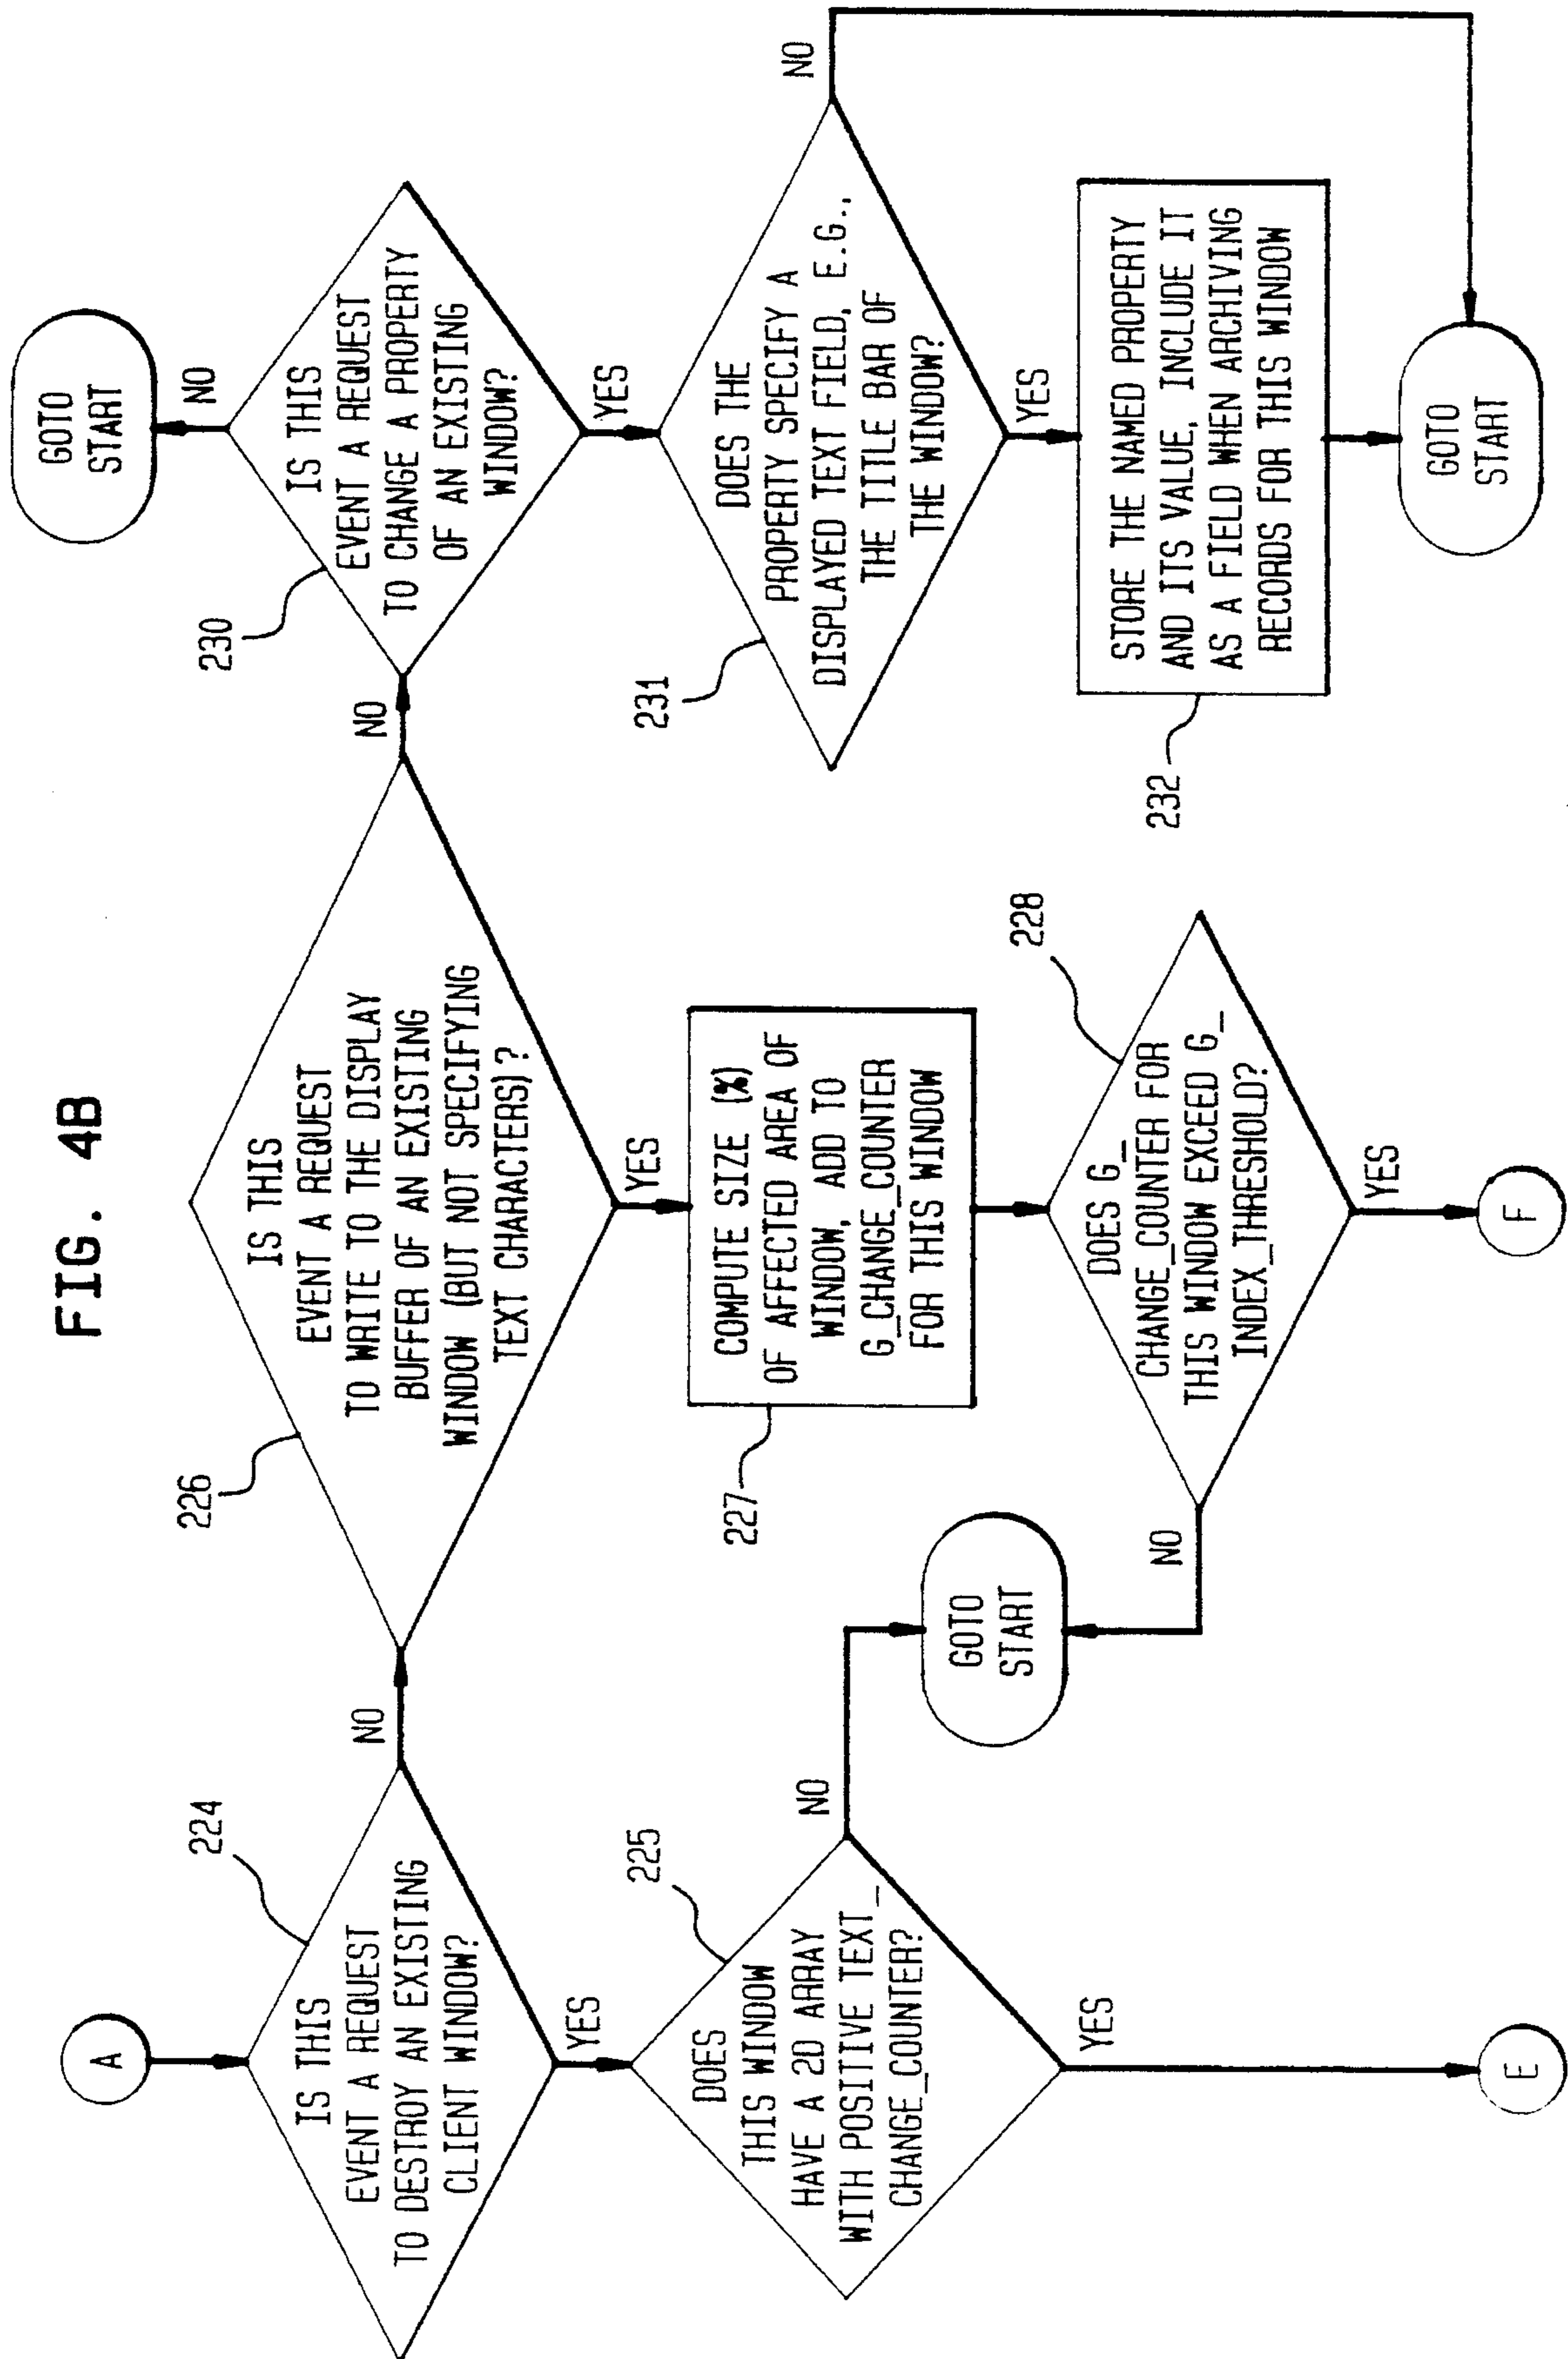 FIG. 4B
A
224
IS THIS
EVENT A REQUEST
TO DESTROY AN EXISTING
CLIENT WINDOW?
NO
YES
225
DOES
THIS WINDOW
HAVE A 2D ARRAY
WITH POSITIVE TEXT_
CHANGE_COUNTER?
NO
YES
E
GOTO
START
226
IS THIS
EVENT A REQUEST
TO WRITE TO THE DISPLAY
BUFFER OF AN EXISTING
WINDOW (BUT NOT SPECIFYING
TEXT CHARACTERS)?
NO
YES
227
COMPUTE SIZE (%)
OF AFFECTED AREA OF
WINDOW, ADD TO
G_CHANGE_COUNTER
FOR THIS WINDOW
228
DOES G_
CHANGE_COUNTER FOR
THIS WINDOW EXCEED G_
INDEX_THRESHOLD?
NO
YES
F
GOTO
START
NO
230
IS THIS
EVENT A REQUEST
TO CHANGE A PROPERTY
OF AN EXISTING
WINDOW?
YES
231
DOES THE
PROPERTY SPECIFY A
DISPLAYED TEXT FIELD, E.G.,
THE TITLE BAR OF
THE WINDOW?
NO
YES
232
STORE THE NAMED PROPERTY
AND ITS VALUE, INCLUDE IT
AS A FIELD WHEN ARCHIVING
RECORDS FOR THIS WINDOW
GOTO
START